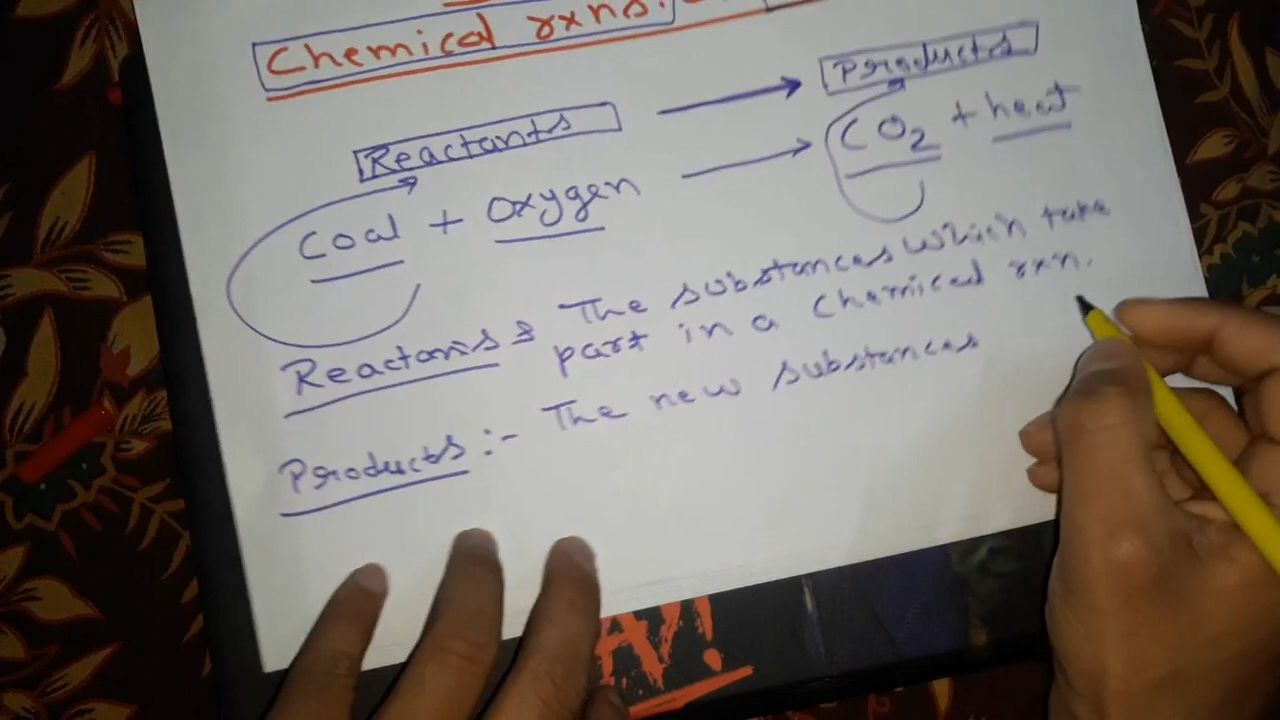 Chemical rxns.
Reactants → Products
Coal + Oxygen → CO2 + heat
Reactants : The substances which take
part in a chemical rxn.
Products :- The new substances